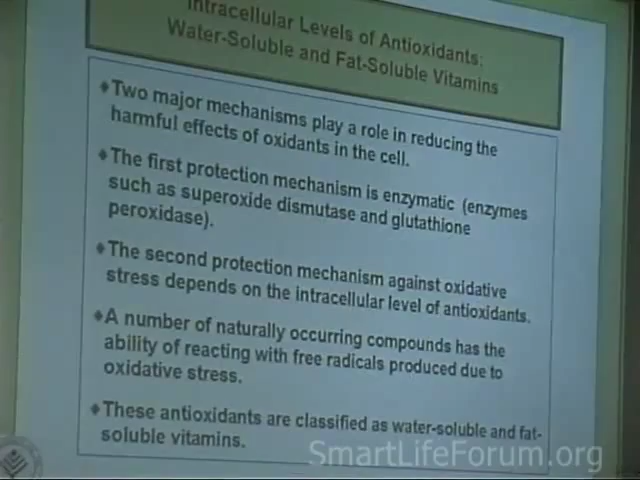 Intracellular Levels of Antioxidants:
Water-Soluble and Fat-Soluble Vitamins
♦Two major mechanisms play a role in reducing the
harmful effects of oxidants in the cell.
♦The first protection mechanism is enzymatic (enzymes
such as superoxide dismutase and glutathione
peroxidase).
♦The second protection mechanism against oxidative
stress depends on the intracellular level of antioxidants.
♦A number of naturally occurring compounds has the
ability of reacting with free radicals produced due to
oxidative stress.
♦These antioxidants are classified as water-soluble and fat-
soluble vitamins.
SmartLifeForum.org